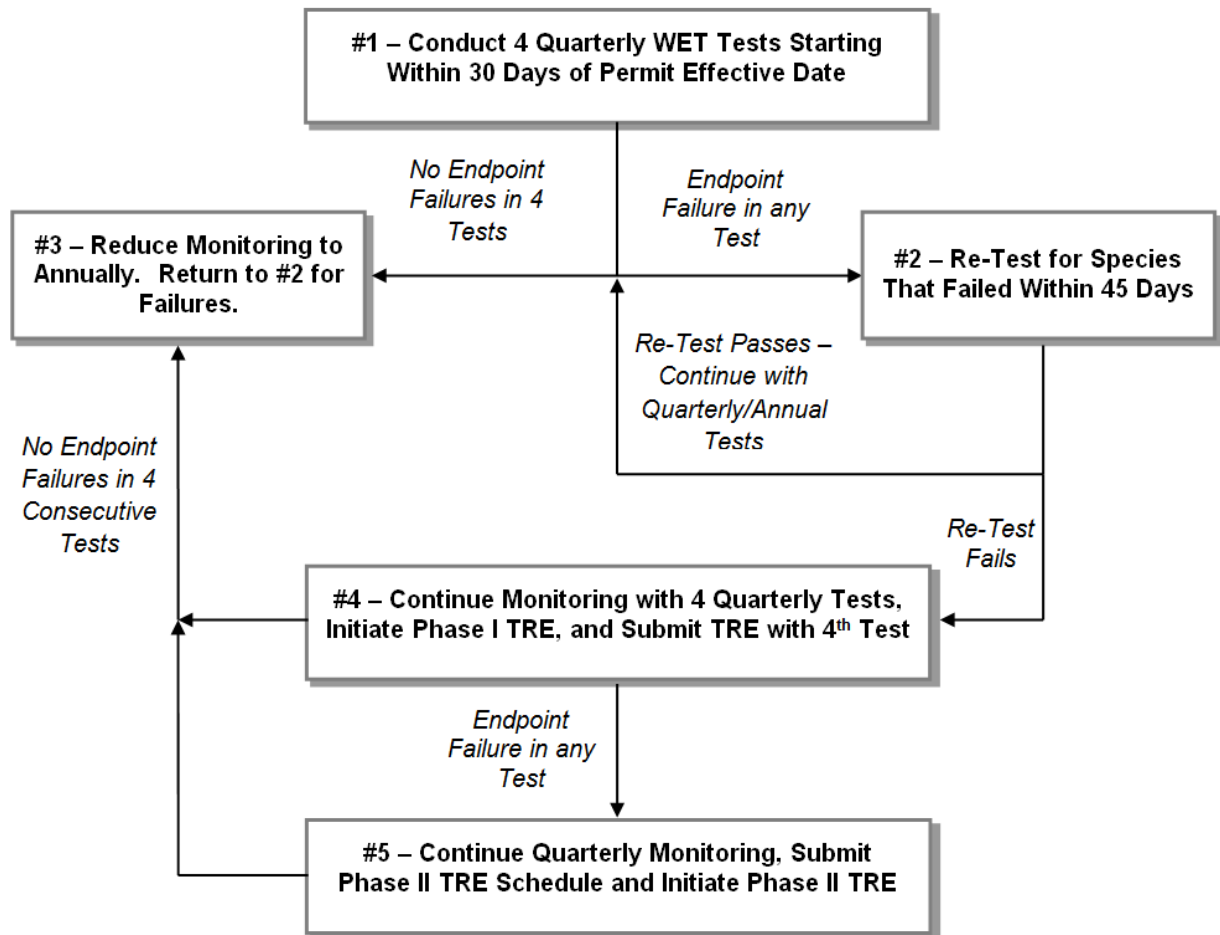 #1 – Conduct 4 Quarterly WET Tests Starting
Within 30 Days of Permit Effective Date
No Endpoint
Failures in 4
Tests
Endpoint
Failure in any
Test
#3 – Reduce Monitoring to
Annually.  Return to #2 for
Failures.
#2 – Re-Test for Species
That Failed Within 45 Days
Re-Test Passes –
Continue with
Quarterly/Annual
Tests
No Endpoint
Failures in 4
Consecutive
Tests
Re-Test
Fails
#4 – Continue Monitoring with 4 Quarterly Tests,
Initiate Phase I TRE, and Submit TRE with 4th Test
Endpoint
Failure in any
Test
#5 – Continue Quarterly Monitoring, Submit
Phase II TRE Schedule and Initiate Phase II TRE